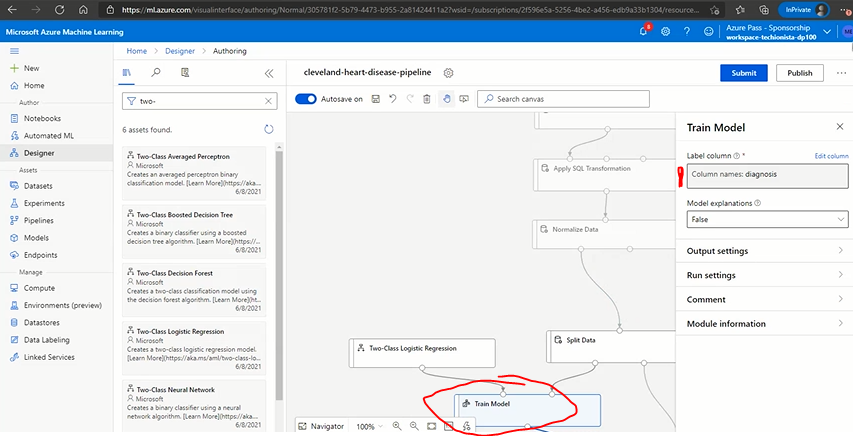 https://ml.azure.com/visualinterface/authoring/Normal/305781f2-5b79-4473-b955-2a81424411a2?wsid=/subscriptions/2f596e5a-5256-4be2-a456-edb9a33b1304/resource...
InPrivate
Microsoft Azure Machine Learning
Azure Pass - Sponsorship
workspace-techionista-dp100
Home > Designer > Authoring
New
Home
Author
Notebooks
Automated ML
Designer
Assets
Datasets
Experiments
Pipelines
Models
Endpoints
Manage
Compute
Environments (preview)
Datastores
Data Labeling
Linked Services
two-
6 assets found.
Two-Class Averaged Perceptron
Microsoft
Creates an averaged perceptron binary
classification model. [Learn More](https://aka...
6/8/2021
Two-Class Boosted Decision Tree
Microsoft
Creates a binary classifier using a boosted
decision tree algorithm. [Learn More](https://...
6/8/2021
Two-Class Decision Forest
Microsoft
Creates a two-class classification model using
the decision forest algorithm. [Learn More](ht...
6/8/2021
Two-Class Logistic Regression
Microsoft
Creates a two-class logistic regression model.
[Learn More](https://aka.ms/aml/two-class-lo...
6/8/2021
Two-Class Neural Network
Microsoft
Creates a binary classifier using a neural
network algorithm. [Learn More](https://aka.m...
cleveland-heart-disease-pipeline
Submit
Publish
Autosave on
Search canvas
Apply SQL Transformation
Normalize Data
Two-Class Logistic Regression
Split Data
Train Model
Navigator
100%
Train Model
Label column *
Edit column
Column names: diagnosis
Model explanations
False
Output settings
Run settings
Comment
Module information